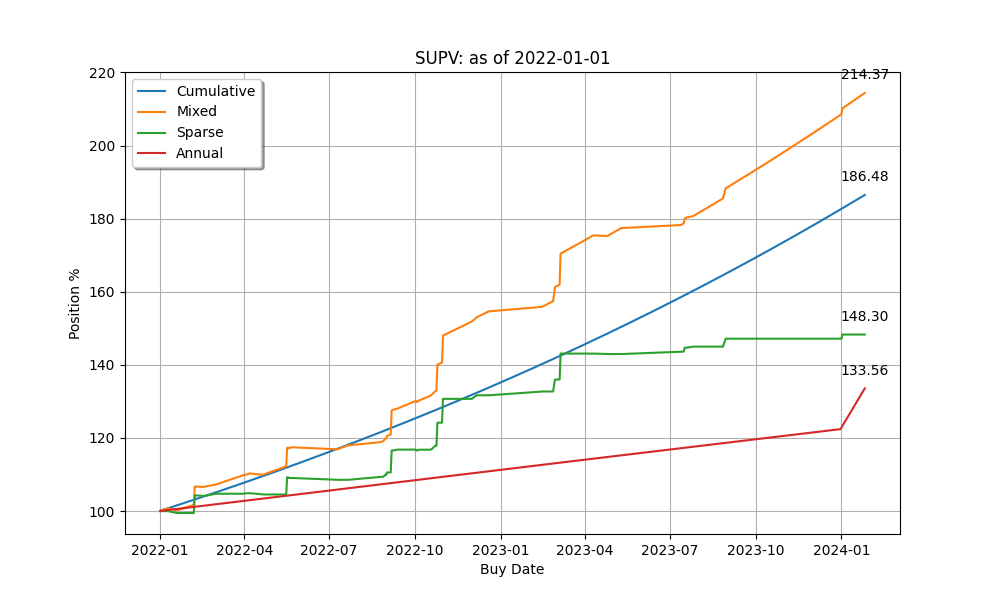 SUPV: as of 2022-01-01
220
200
180
160
140
120
100
Position %
Cumulative
Mixed
Sparse
Annual
214.37
186.48
148.30
133.56
2022-01
2022-04
2022-07
2022-10
2023-01
2023-04
2023-07
2023-10
2024-01
Buy Date